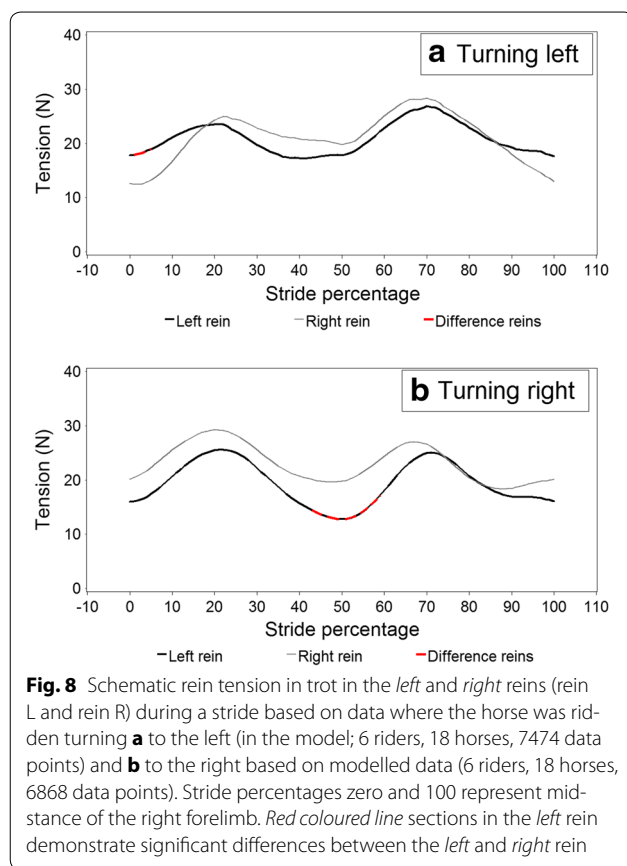 a Turning left
40
30
20
10
0
Tension (N)
-10 0 10 20 30 40 50 60 70 80 90 100 110
Stride percentage
Left rein Right rein Difference reins
b Turning right
40
30
20
10
0
Tension (N)
-10 0 10 20 30 40 50 60 70 80 90 100 110
Stride percentage
Left rein Right rein Difference reins
Fig. 8 Schematic rein tension in trot in the left and right reins (rein
L and rein R) during a stride based on data where the horse was rid-
den turning a to the left (in the model; 6 riders, 18 horses, 7474 data
points) and b to the right based on modelled data (6 riders, 18 horses,
6868 data points). Stride percentages zero and 100 represent mid-
stance of the right forelimb. Red coloured line sections in the left rein
demonstrate significant differences between the left and right rein